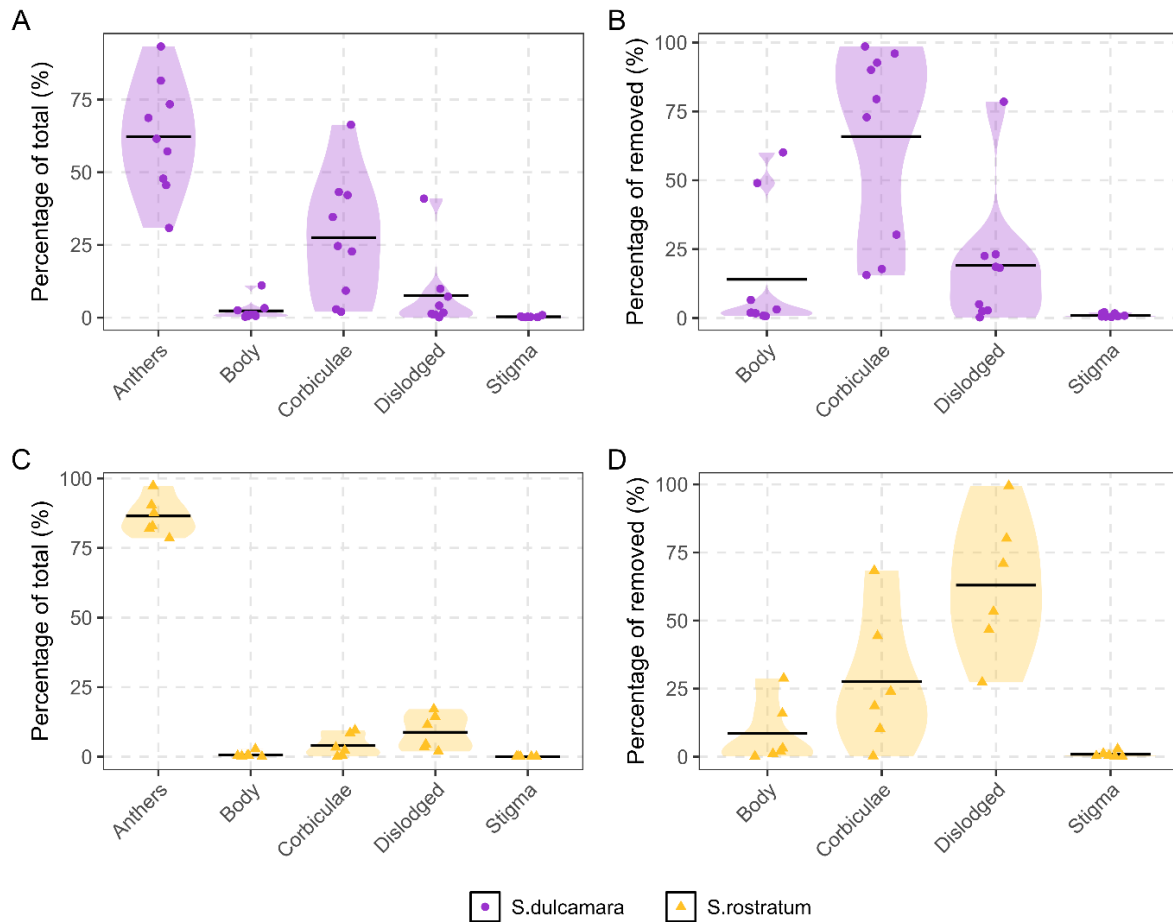 A
Percentage of total (%)
75
50
25
0
Anthers
Body
Corbiculae
Dislodged
Stigma
B
Percentage of removed (%)
100
75
50
25
0
Body
Corbiculae
Dislodged
Stigma
C
Percentage of total (%)
100
75
50
25
0
Anthers
Body
Corbiculae
Dislodged
Stigma
D
Percentage of removed (%)
100
75
50
25
0
Body
Corbiculae
Dislodged
Stigma
S.dulcamara
S.rostratum